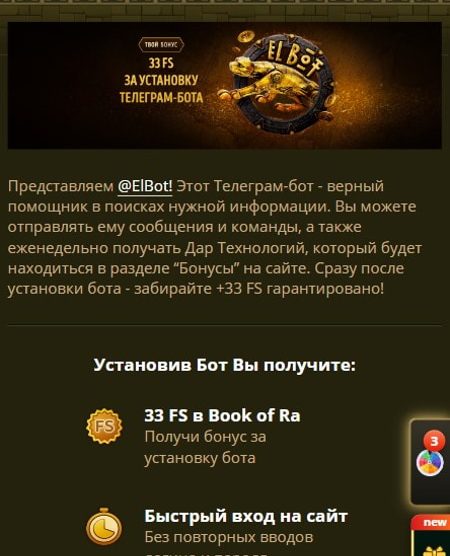 ТВОЙ БОНУС
33 FS
ЗА УСТАНОВКУ
ТЕЛЕГРАМ-БОТА
EL BOT
Представляем @ElBot! Этот Телеграм-бот - верный
помощник в поисках нужной информации. Вы можете
отправлять ему сообщения и команды, а также
еженедельно получать Дар Технологий, который будет
находиться в разделе “Бонусы” на сайте. Сразу после
установки бота - забирайте +33 FS гарантировано!
Установив Бот Вы получите:
FS
33 FS в Book of Ra
Получи бонус за
установку бота
3
new
Быстрый вход на сайт
Без повторных вводов